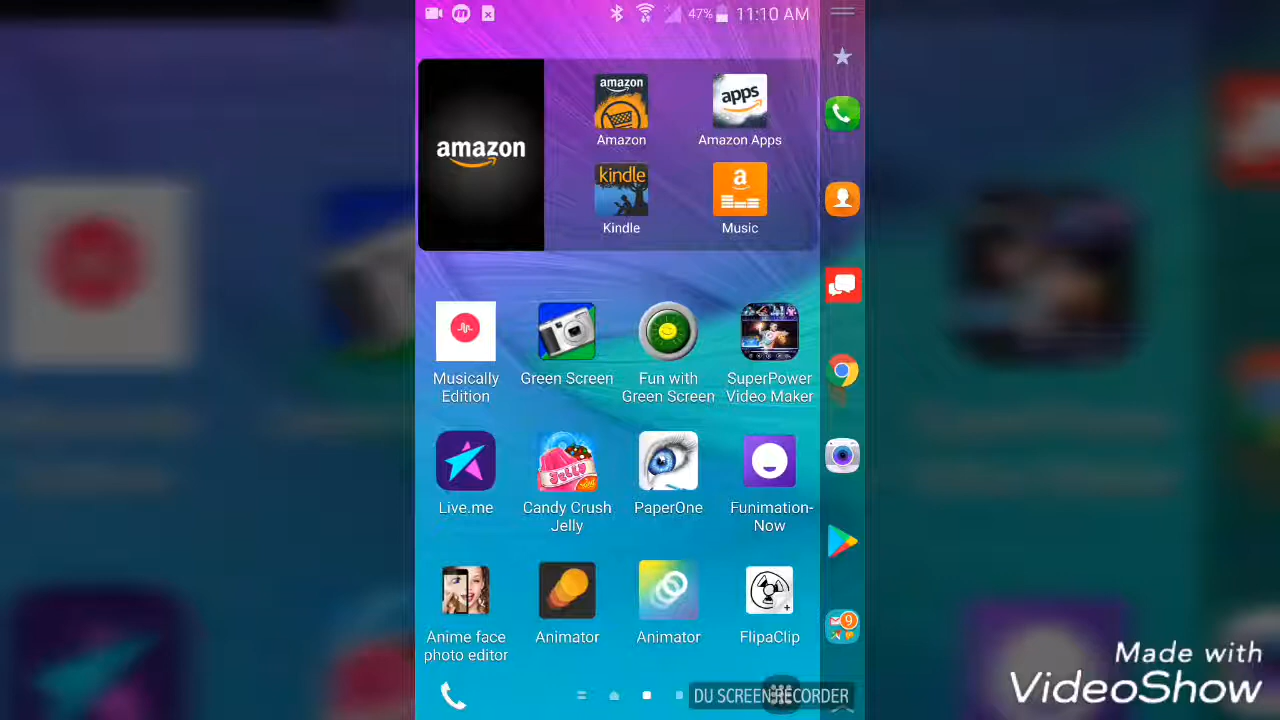 47% 11:10 AM
amazon
amazon
Amazon
apps
Amazon Apps
kindle
Kindle
a
Music
Musically
Edition
Green Screen
Fun with
Green Screen
SuperPower
Video Maker
Live.me
Jelly
Candy Crush
Jelly
PaperOne
Funimation-
Now
Anime face
photo editor
Animator
Animator
FlipaClip
9
DU SCREEN RECORDER
Made with
VideoShow